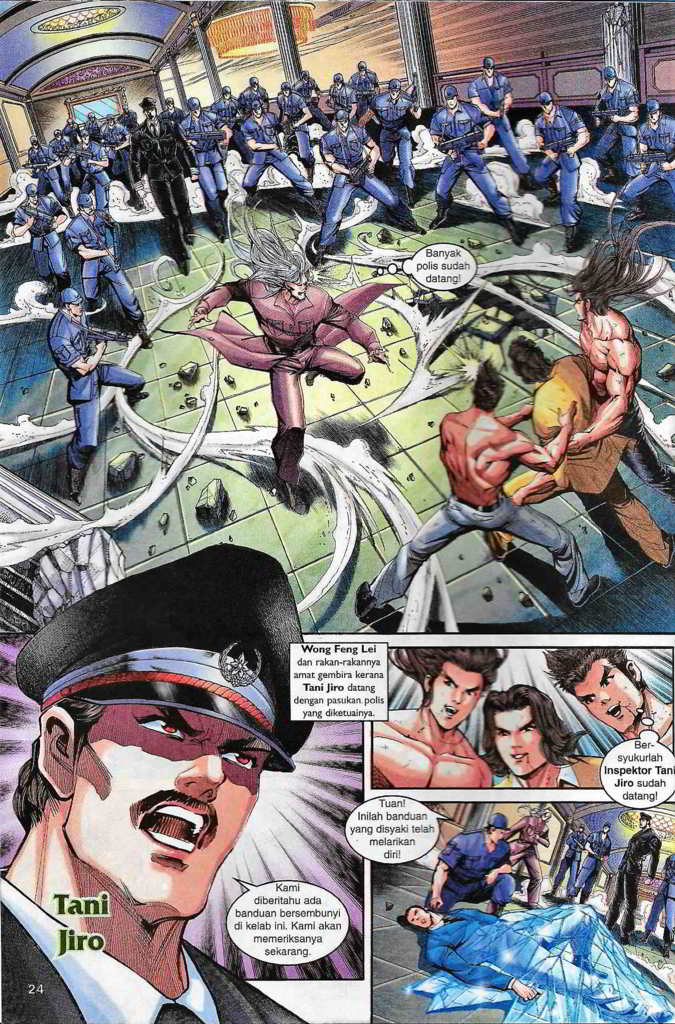 Banyak
polis sudah
datang!
Wong Feng Lei
dan rakan-rakannya
amat gembira kerana
Tani Jiro datang
dengan pasukan polis
yang diketuainya.
Ber-
syukurlah
Inspektor Tani
Jiro sudah
datang!
Tuan!
Inilah banduan
yang disyaki telah
melarikan
diri!
Kami
diberitahu ada
banduan bersembunyi
di kelab ini. Kami akan
memeriksanya
sekarang.
Tani
Jiro
24